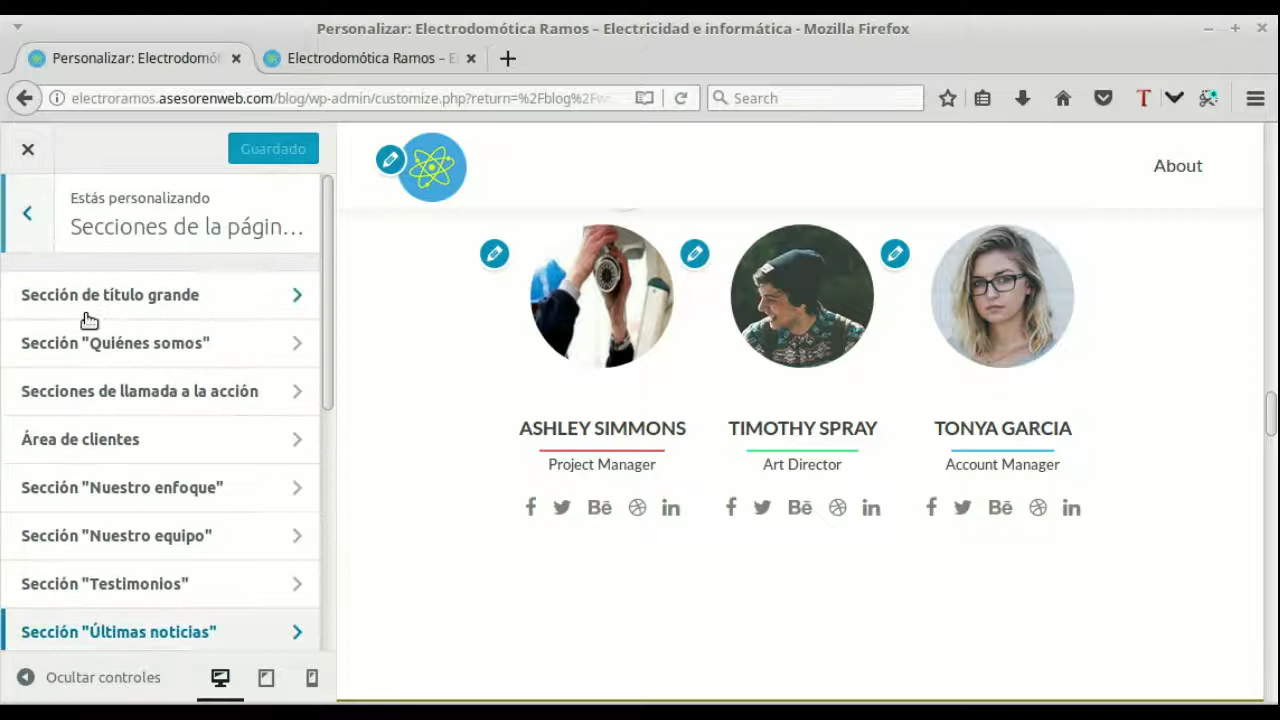 Personalizar: Electrodomótica Ramos – Electricidad e informática - Mozilla Firefox
Personalizar: Electrodomót
Electrodomótica Ramos – El
electroramos.asesorenweb.com/blog/wp-admin/customize.php?return=%2Fblog%2Fw
Search
Guardado
Estás personalizando
Secciones de la págin…
Sección de título grande
Sección "Quiénes somos"
Secciones de llamada a la acción
Área de clientes
Sección "Nuestro enfoque"
Sección "Nuestro equipo"
Sección "Testimonios"
Sección "Últimas noticias"
Ocultar controles
About
ASHLEY SIMMONS
Project Manager
TIMOTHY SPRAY
Art Director
TONYA GARCIA
Account Manager